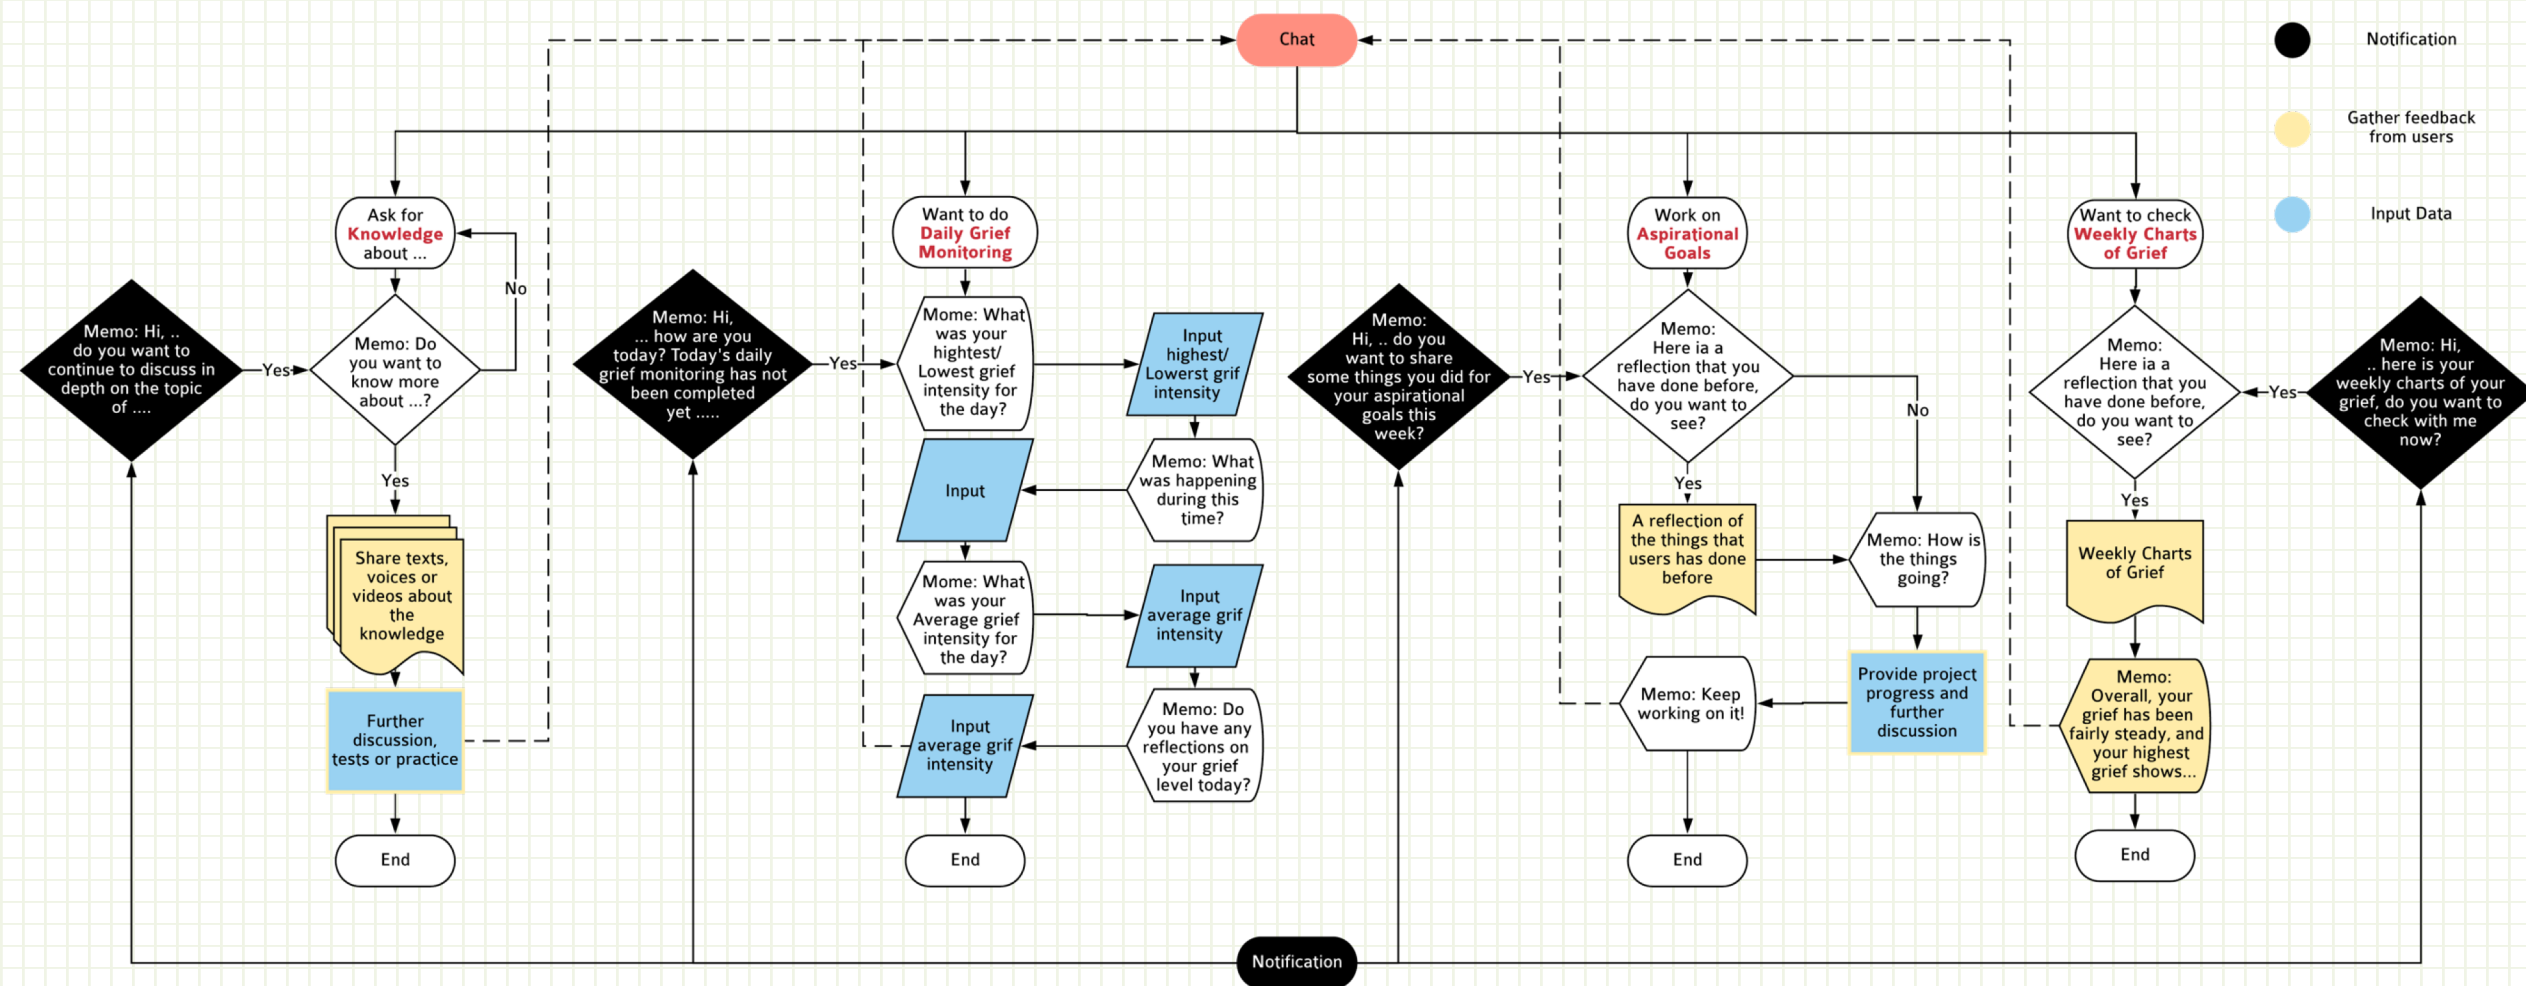 Chat
Notification
Gather feedback
from users
Input Data
Ask for
Knowledge
about ...
No
Memo: Hi, ..
do you want to
continue to discuss in
depth on the topic
of ....
Yes
Memo: Do
you want to
know more
about ...?
Yes
Share texts,
voices or
videos about
the
knowledge
Further
discussion,
tests or practice
End
Want to do
Daily Grief
Monitoring
Memo: Hi,
... how are you
today? Today's daily
grief monitoring has not
been completed
yet .....
Yes
Mome: What
was your
hightest/
Lowest grief
intensity for
the day?
Input
highest/
Lowerst grif
intensity
Memo: What
was happening
during this
time?
Input
Mome: What
was your
Average grief
intensity for
the day?
Input
average grif
intensity
Memo: Do
you have any
reflections on
your grief
level today?
Input
average grif
intensity
End
Work on
Aspirational
Goals
Memo:
Hi, .. do you
want to share
some things you did for
your aspirational
goals this
week?
Yes
Memo:
Here ia a
reflection that you
have done before,
do you want to
see?
No
Yes
A reflection of
the things that
users has done
before
Memo: How is
the things
going?
Provide project
progress and
further
discussion
Memo: Keep
working on it!
End
Want to check
Weekly Charts
of Grief
Memo:
Here ia a
reflection that you
have done before,
do you want to
see?
Yes
Memo: Hi,
.. here is your
weekly charts of your
grief, do you want to
check with me
now?
Yes
Weekly Charts
of Grief
Memo:
Overall, your
grief has been
fairly steady, and
your highest
grief shows...
End
Notification